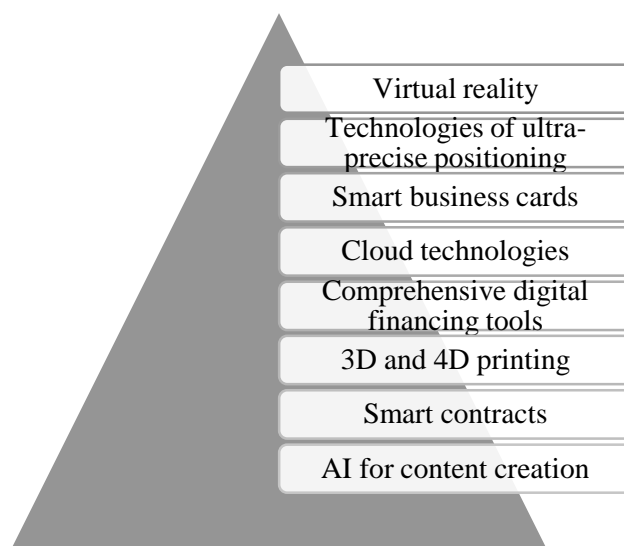 Virtual reality
Technologies of ultra-
precise positioning
Smart business cards
Cloud technologies
Comprehensive digital
financing tools
3D and 4D printing
Smart contracts
AI for content creation